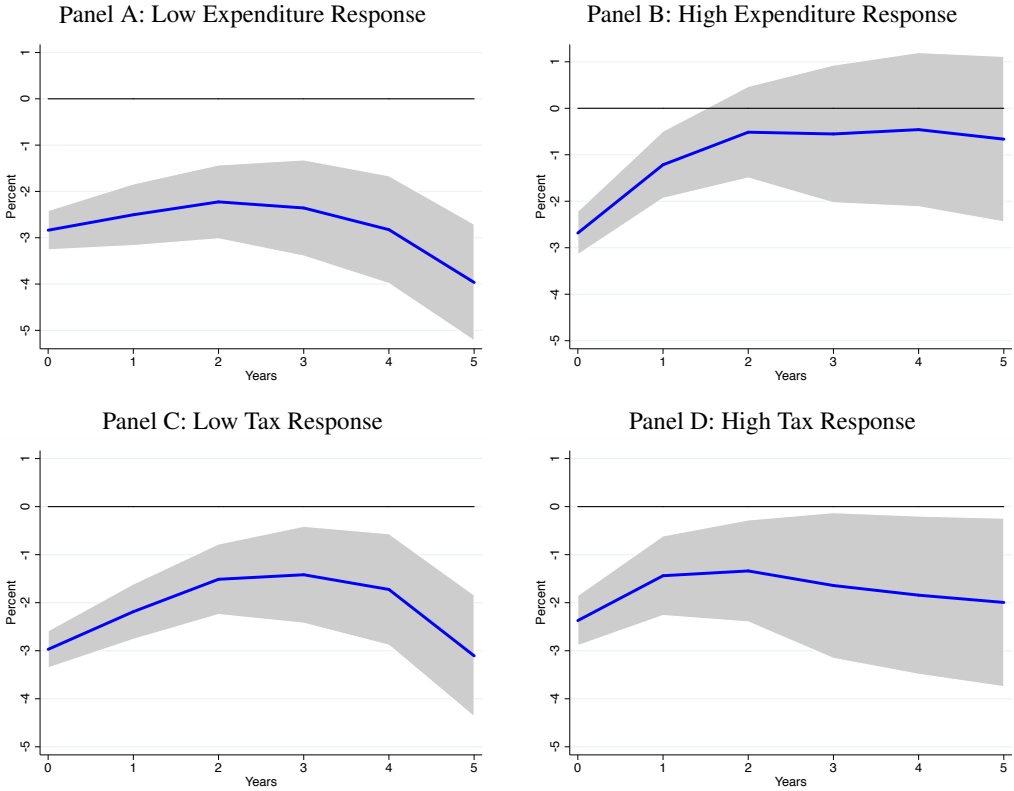 Panel A: Low Expenditure Response
1
0
-1
-2
-3
-4
-5
Percent
0 1 2 3 4 5
Years
Panel B: High Expenditure Response
1
0
-1
-2
-3
-4
-5
Percent
0 1 2 3 4 5
Years
Panel C: Low Tax Response
1
0
-1
-2
-3
-4
-5
Percent
0 1 2 3 4 5
Years
Panel D: High Tax Response
1
0
-1
-2
-3
-4
-5
Percent
0 1 2 3 4 5
Years